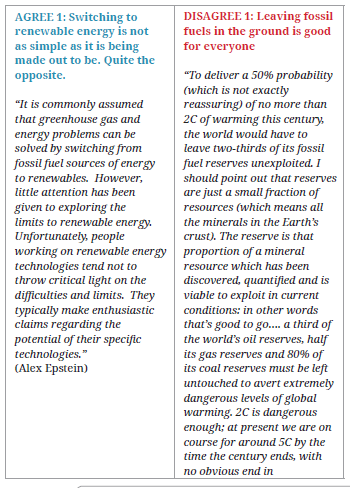 AGREE 1: Switching to
renewable energy is not
as simple as it is being
made out to be. Quite the
opposite.
“It is commonly assumed
that greenhouse gas and
energy problems can be
solved by switching from
fossil fuel sources of energy
to renewables.  However,
little attention has been
given to exploring the
limits to renewable energy.
Unfortunately, people
working on renewable energy
technologies tend not to
throw critical light on the
difficulties and limits.  They
typically make enthusiastic
claims regarding the
potential of their specific
technologies.”
(Alex Epstein)
DISAGREE 1: Leaving fossil
fuels in the ground is good
for everyone
“To deliver a 50% probability
(which is not exactly
reassuring) of no more than
2C of warming this century,
the world would have to
leave two-thirds of its fossil
fuel reserves unexploited. I
should point out that reserves
are just a small fraction of
resources (which means all
the minerals in the Earth’s
crust). The reserve is that
proportion of a mineral
resource which has been
discovered, quantified and is
viable to exploit in current
conditions: in other words
that’s good to go…. a third of
the world’s oil reserves, half
its gas reserves and 80% of
its coal reserves must be left
untouched to avert extremely
dangerous levels of global
warming. 2C is dangerous
enough; at present we are on
course for around 5C by the
time the century ends, with
no obvious end in